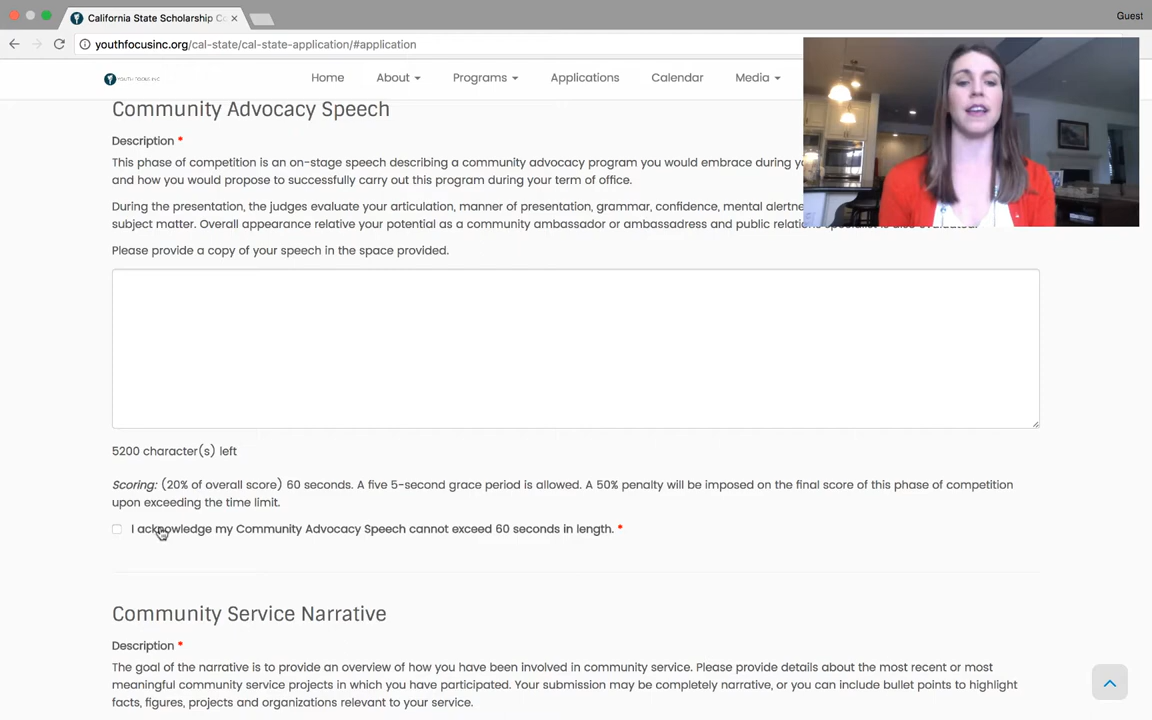 California State Scholarship Co
Guest
youthfocusinc.org/cal-state/cal-state-application/#application
YOUTH FOCUS INC
Home
About
Programs
Applications
Calendar
Media
Community Advocacy Speech
Description *
This phase of competition is an on-stage speech describing a community advocacy program you would embrace during
and how you would propose to successfully carry out this program during your term of office.
During the presentation, the judges evaluate your articulation, manner of presentation, grammar, confidence, mental
subject matter. Overall appearance relative your potential as a community ambassador or ambassadress and public
Please provide a copy of your speech in the space provided.
5200 character(s) left
Scoring: (20% of overall score) 60 seconds. A five 5-second grace period is allowed. A 50% penalty will be imposed on the final score of this phase of competition
upon exceeding the time limit.
I acknowledge my Community Advocacy Speech cannot exceed 60 seconds in length. *
Community Service Narrative
Description *
The goal of the narrative is to provide an overview of how you have been involved in community service. Please provide details about the most recent or most
meaningful community service projects in which you have participated. Your submission may be completely narrative, or you can include bullet points to highlight
facts, figures, projects and organizations relevant to your service.